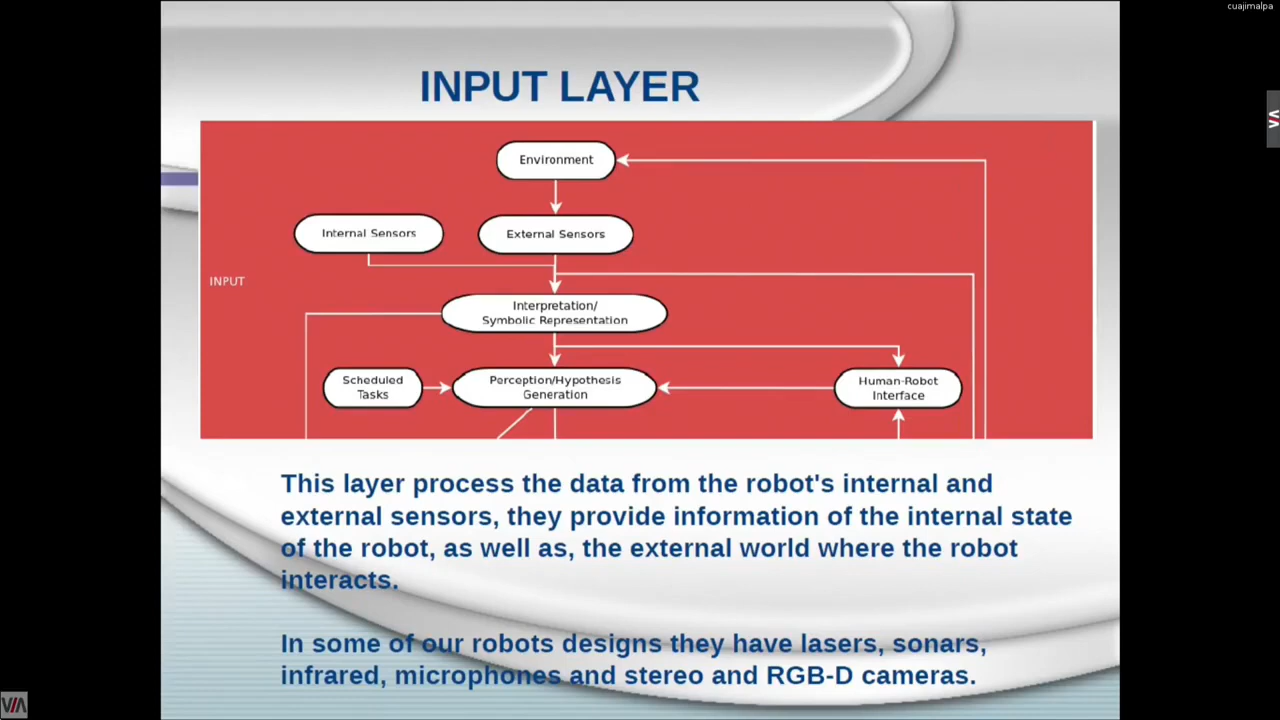 cuajimalpa
INPUT LAYER
Environment
Internal Sensors
External Sensors
INPUT
Interpretation/
Symbolic Representation
Scheduled
Tasks
Perception/Hypothesis
Generation
Human-Robot
Interface
This layer process the data from the robot's internal and
external sensors, they provide information of the internal state
of the robot, as well as, the external world where the robot
interacts.
In some of our robots designs they have lasers, sonars,
infrared, microphones and stereo and RGB-D cameras.
VIA